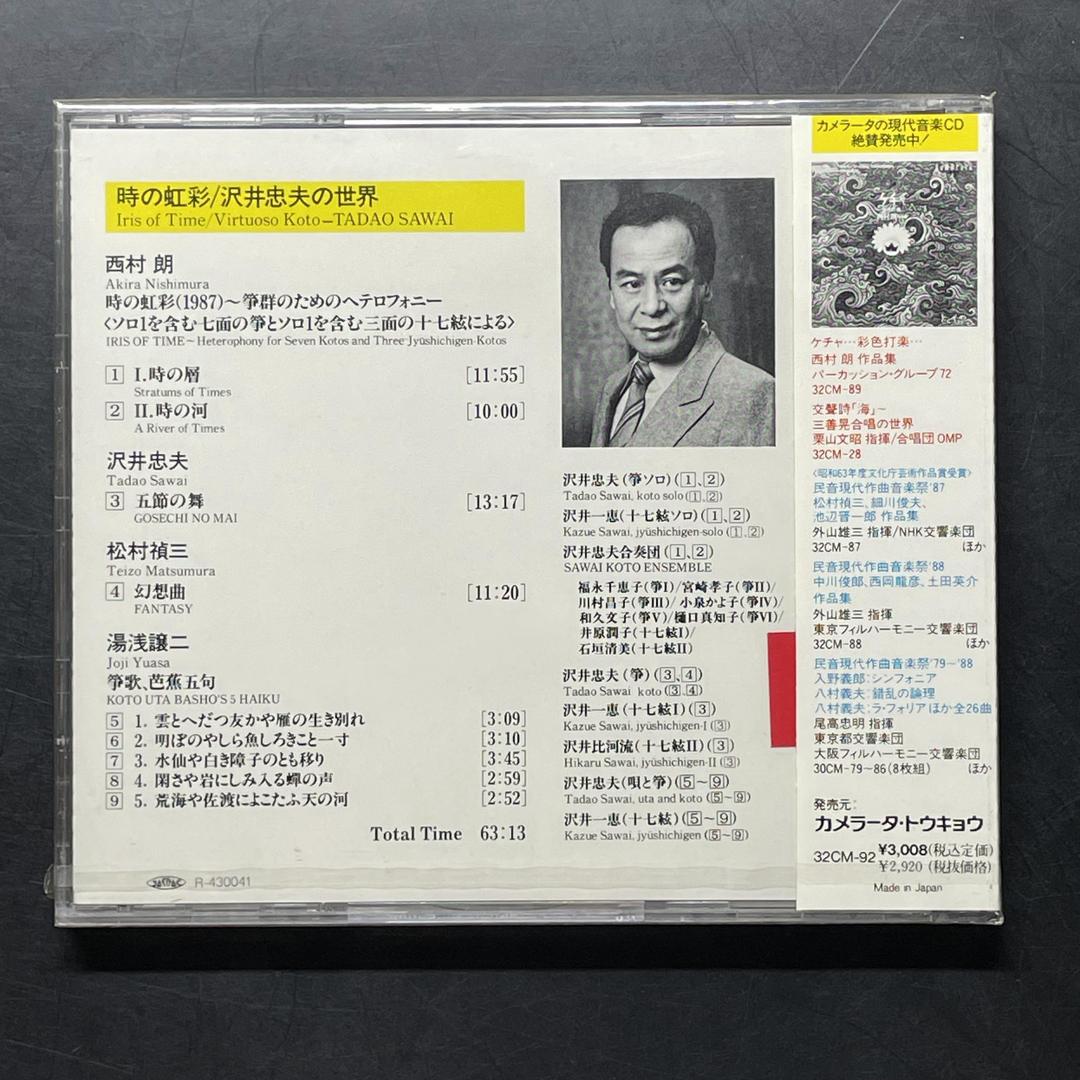 時の虹彩/沢井忠夫の世界
Iris of Time/Virtuoso Koto–TADAO SAWAI
西村 朗
Akira Nishimura
時の虹彩(1987)〜箏群のためのヘテロフォニー
〈ソロ1を含む七面の箏とソロ1を含む三面の十七絃による〉
IRIS OF TIME〜Heterophony for Seven Kotos and Three Jyūshichigen-Kotos
1 I.時の層 [11:55]
Stratums of Times
2 II.時の河 [10:00]
A River of Times
沢井忠夫
Tadao Sawai
3 五節の舞 [13:17]
GOSECHI NO MAI
松村禎三
Teizo Matsumura
4 幻想曲 [11:20]
FANTASY
湯浅譲二
Joji Yuasa
箏歌、芭蕉五句
KOTO UTA BASHO'S 5 HAIKU
5 1. 雲とへだつ友かや雁の生き別れ [3:09]
6 2. 明ぼのやしら魚しろきこと一寸 [3:10]
7 3. 水仙や白き障子のとも移り [3:45]
8 4. 閑さや岩にしみ入る蟬の声 [2:59]
9 5. 荒海や佐渡によこたふ天の河 [2:52]
Total Time 63:13
JASRAC R-430041
沢井忠夫(箏ソロ)(1、2)
Tadao Sawai, koto solo (1, 2)
沢井一恵(十七絃ソロ)(1、2)
Kazue Sawai, jyūshichigen-solo (1, 2)
沢井忠夫合奏団(1、2)
SAWAI KOTO ENSEMBLE
福永千恵子(箏I)/宮崎孝子(箏II)/
川村昌子(箏III)/小泉かよ子(箏IV)/
和久文子(箏V)/樋口真知子(箏VI)/
井原潤子(十七絃I)/
石垣清美(十七絃II)
沢井忠夫(箏)(3、4)
Tadao Sawai koto (3, 4)
沢井一恵(十七絃I)(3)
Kazue Sawai, jyūshichigen-I (3)
沢井比河流(十七絃II)(3)
Hikaru Sawai, jyūshichigen-II (3)
沢井忠夫(唄と箏)(5〜9)
Tadao Sawai, uta and koto (5〜9)
沢井一恵(十七絃)(5〜9)
Kazue Sawai, jyūshichigen (5〜9)
カメラータの現代音楽CD
絶賛発売中!
ケチャ
ケチャ…彩色打楽…
西村 朗 作品集
パーカッション・グループ72
32CM-89
交聲詩「海」〜
三善晃合唱の世界
栗山文昭 指揮/合唱団OMP
32CM-28
〈昭和63年度文化庁芸術作品賞受賞〉
民音現代作曲音楽祭'87
松村禎三、細川俊夫、
池辺晋一郎 作品集
外山雄三 指揮/NHK交響楽団
32CM-87 ほか
民音現代作曲音楽祭'88
中川俊郎、西岡龍彦、土田英介
作品集
外山雄三 指揮
東京フィルハーモニー交響楽団
32CM-88 ほか
民音現代作曲音楽祭'79〜'88
入野義郎:シンフォニア
八村義夫:錯乱の論理
八村義夫:ラ・フォリア ほか全26曲
尾高忠明 指揮
東京都交響楽団
大阪フィルハーモニー交響楽団
30CM-79〜86(8枚組) ほか
発売元:
カメラータ・トウキョウ
32CM-92 ¥3,008(税込定価)
¥2,920 (税抜価格)
Made in Japan